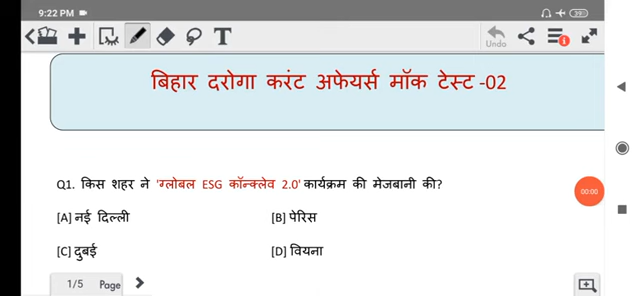 9:22 PM
39
T
Undo
बिहार दरोगा करंट अफेयर्स मॉक टेस्ट -02
Q1. किस शहर ने 'ग्लोबल ESG कॉन्क्लेव 2.0' कार्यक्रम की मेजबानी की?
00:00
[A] नई दिल्ली [B] पेरिस
[C] दुबई [D] वियना
1/5 Page